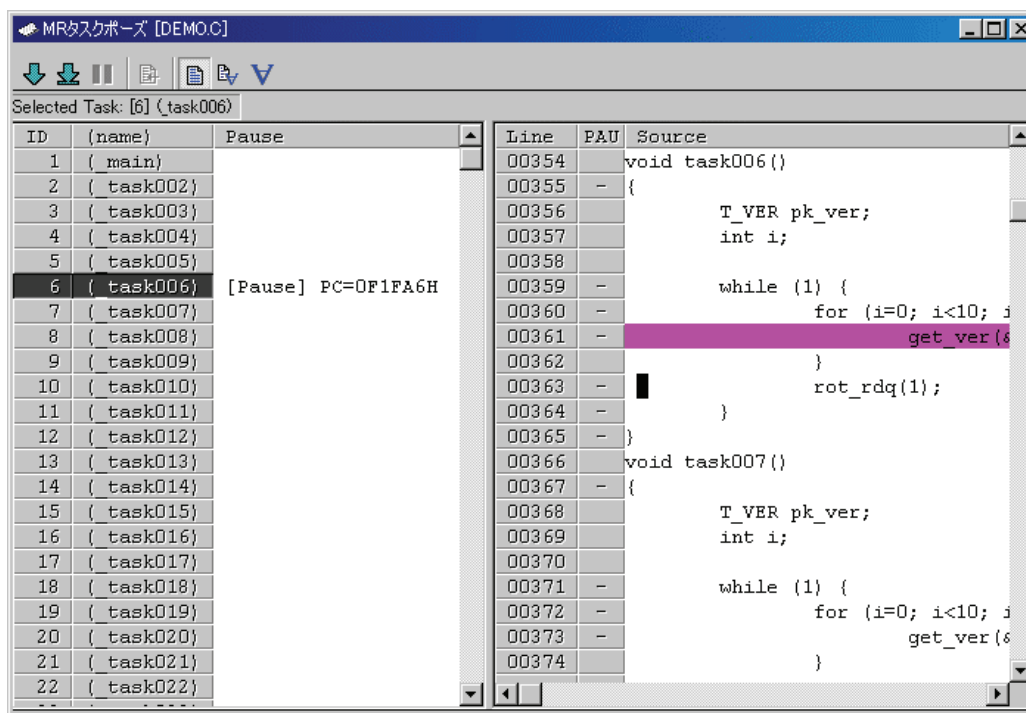 MRタスクポーズ [DEMO.C]
Selected Task: [6] (_task006)
ID (name) Pause
1 (_main)
2 (_task002)
3 (_task003)
4 (_task004)
5 (_task005)
6 (_task006) [Pause] PC=0F1FA6H
7 (_task007)
8 (_task008)
9 (_task009)
10 (_task010)
11 (_task011)
12 (_task012)
13 (_task013)
14 (_task014)
15 (_task015)
16 (_task016)
17 (_task017)
18 (_task018)
19 (_task019)
20 (_task020)
21 (_task021)
22 (_task022)
Line PAU Source
00354 void task006()
00355 - {
00356 T_VER pk_ver;
00357 int i;
00358
00359 - while (1) {
00360 - for (i=0; i<10; i
00361 - get_ver(&
00362 }
00363 - rot_rdq(1);
00364 - }
00365 - }
00366 void task007()
00367 - {
00368 T_VER pk_ver;
00369 int i;
00370
00371 - while (1) {
00372 - for (i=0; i<10; i
00373 - get_ver(&
00374 }